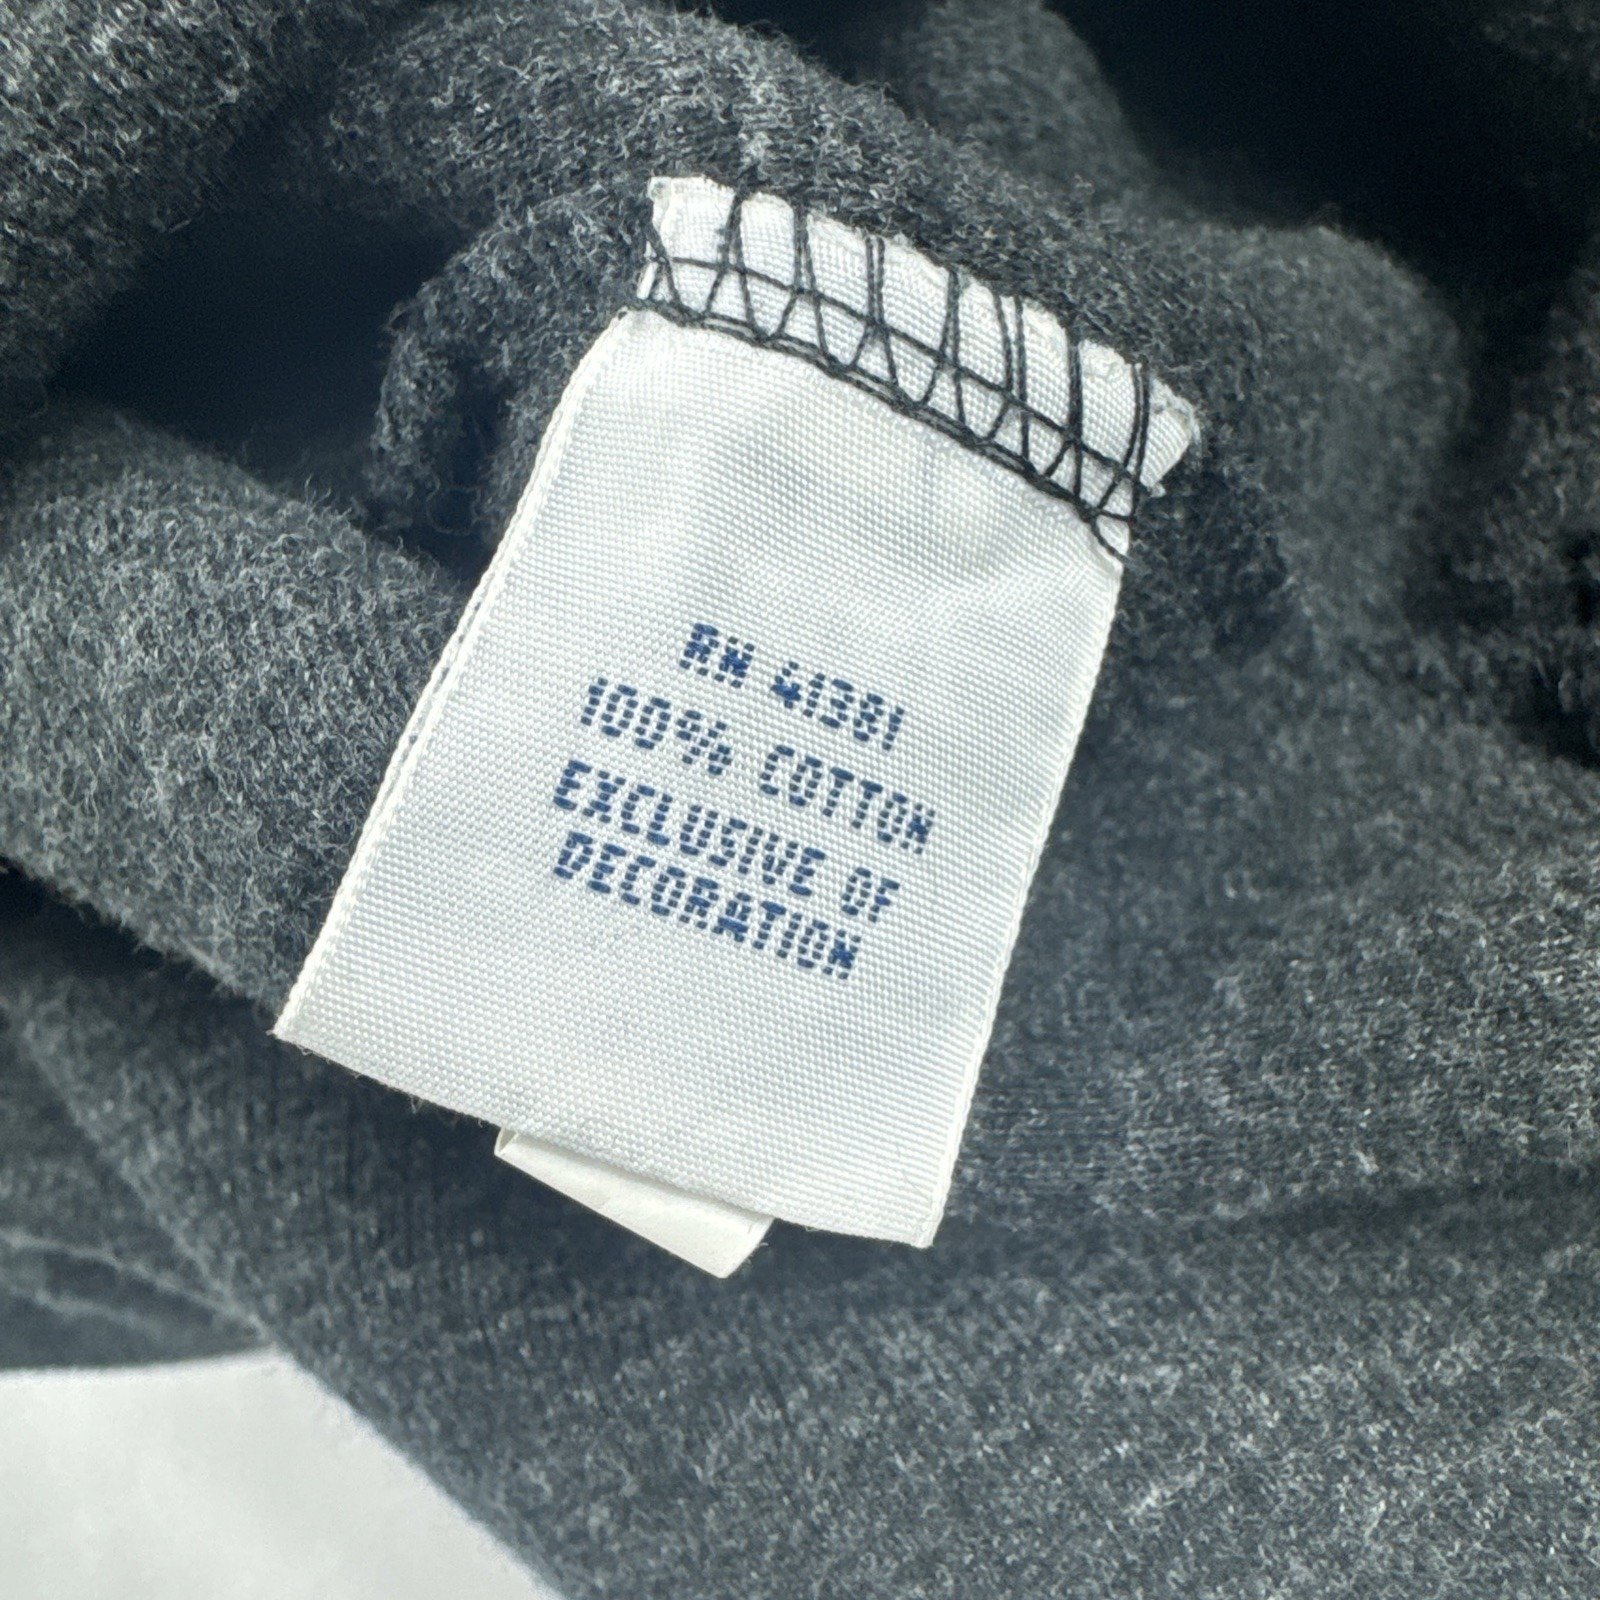 RN 41381
100% COTTON
EXCLUSIVE OF
DECORATION